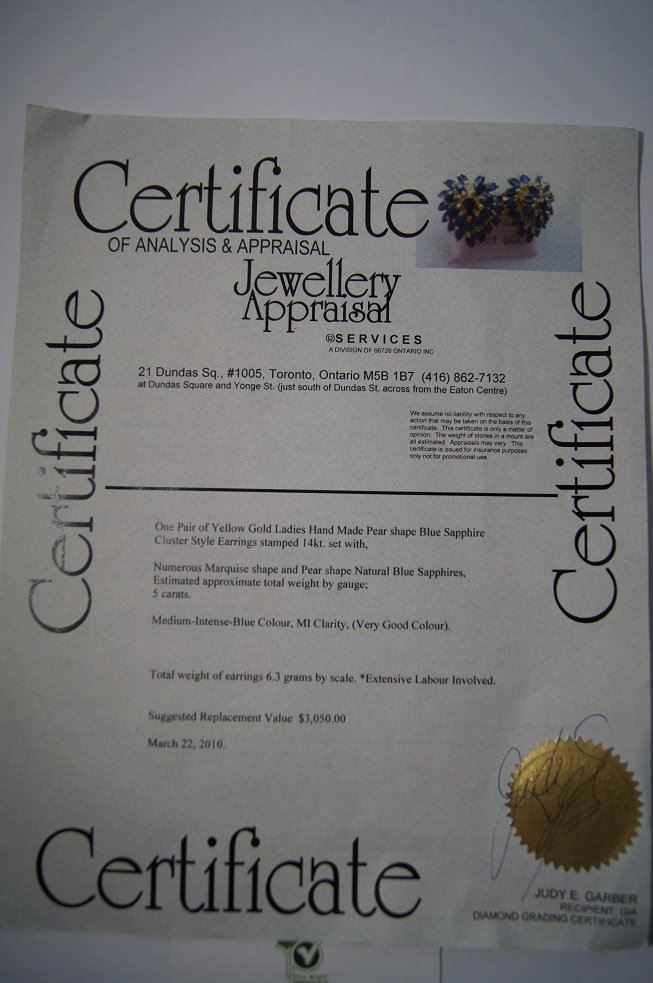 Certificate
OF ANALYSIS & APPRAISAL
Jewellery
Appraisal
SERVICES
A DIVISION OF 66728 ONTARIO INC
21 Dundas Sq., #1005, Toronto, Ontario M5B 1B7 (416) 862-7132
at Dundas Square and Yonge St. (just south of Dundas St. across from the Eaton Centre)
We assume no liability with respect to any
action that may be taken on the basis of this
certificate. This certificate is only a matter of
opinion. The weight of stones in a mount are
all estimated. Appraisals may vary. This
certificate is issued for insurance purposes
only not for promotional use.
Certificate
Certificate
One Pair of Yellow Gold Ladies Hand Made Pear shape Blue Sapphire
Cluster Style Earrings stamped 14kt. set with,
Numerous Marquise shape and Pear shape Natural Blue Sapphires,
Estimated approximate total weight by gauge;
5 carats.
Medium-Intense-Blue Colour, MI Clarity, (Very Good Colour).
Total weight of earrings 6.3 grams by scale. *Extensive Labour Involved.
Suggested Replacement Value $3,050.00
March 22, 2010.
Certificate
JUDY E. GARBER
RECIPIENT: GIA
DIAMOND GRADING CERTIFICATE